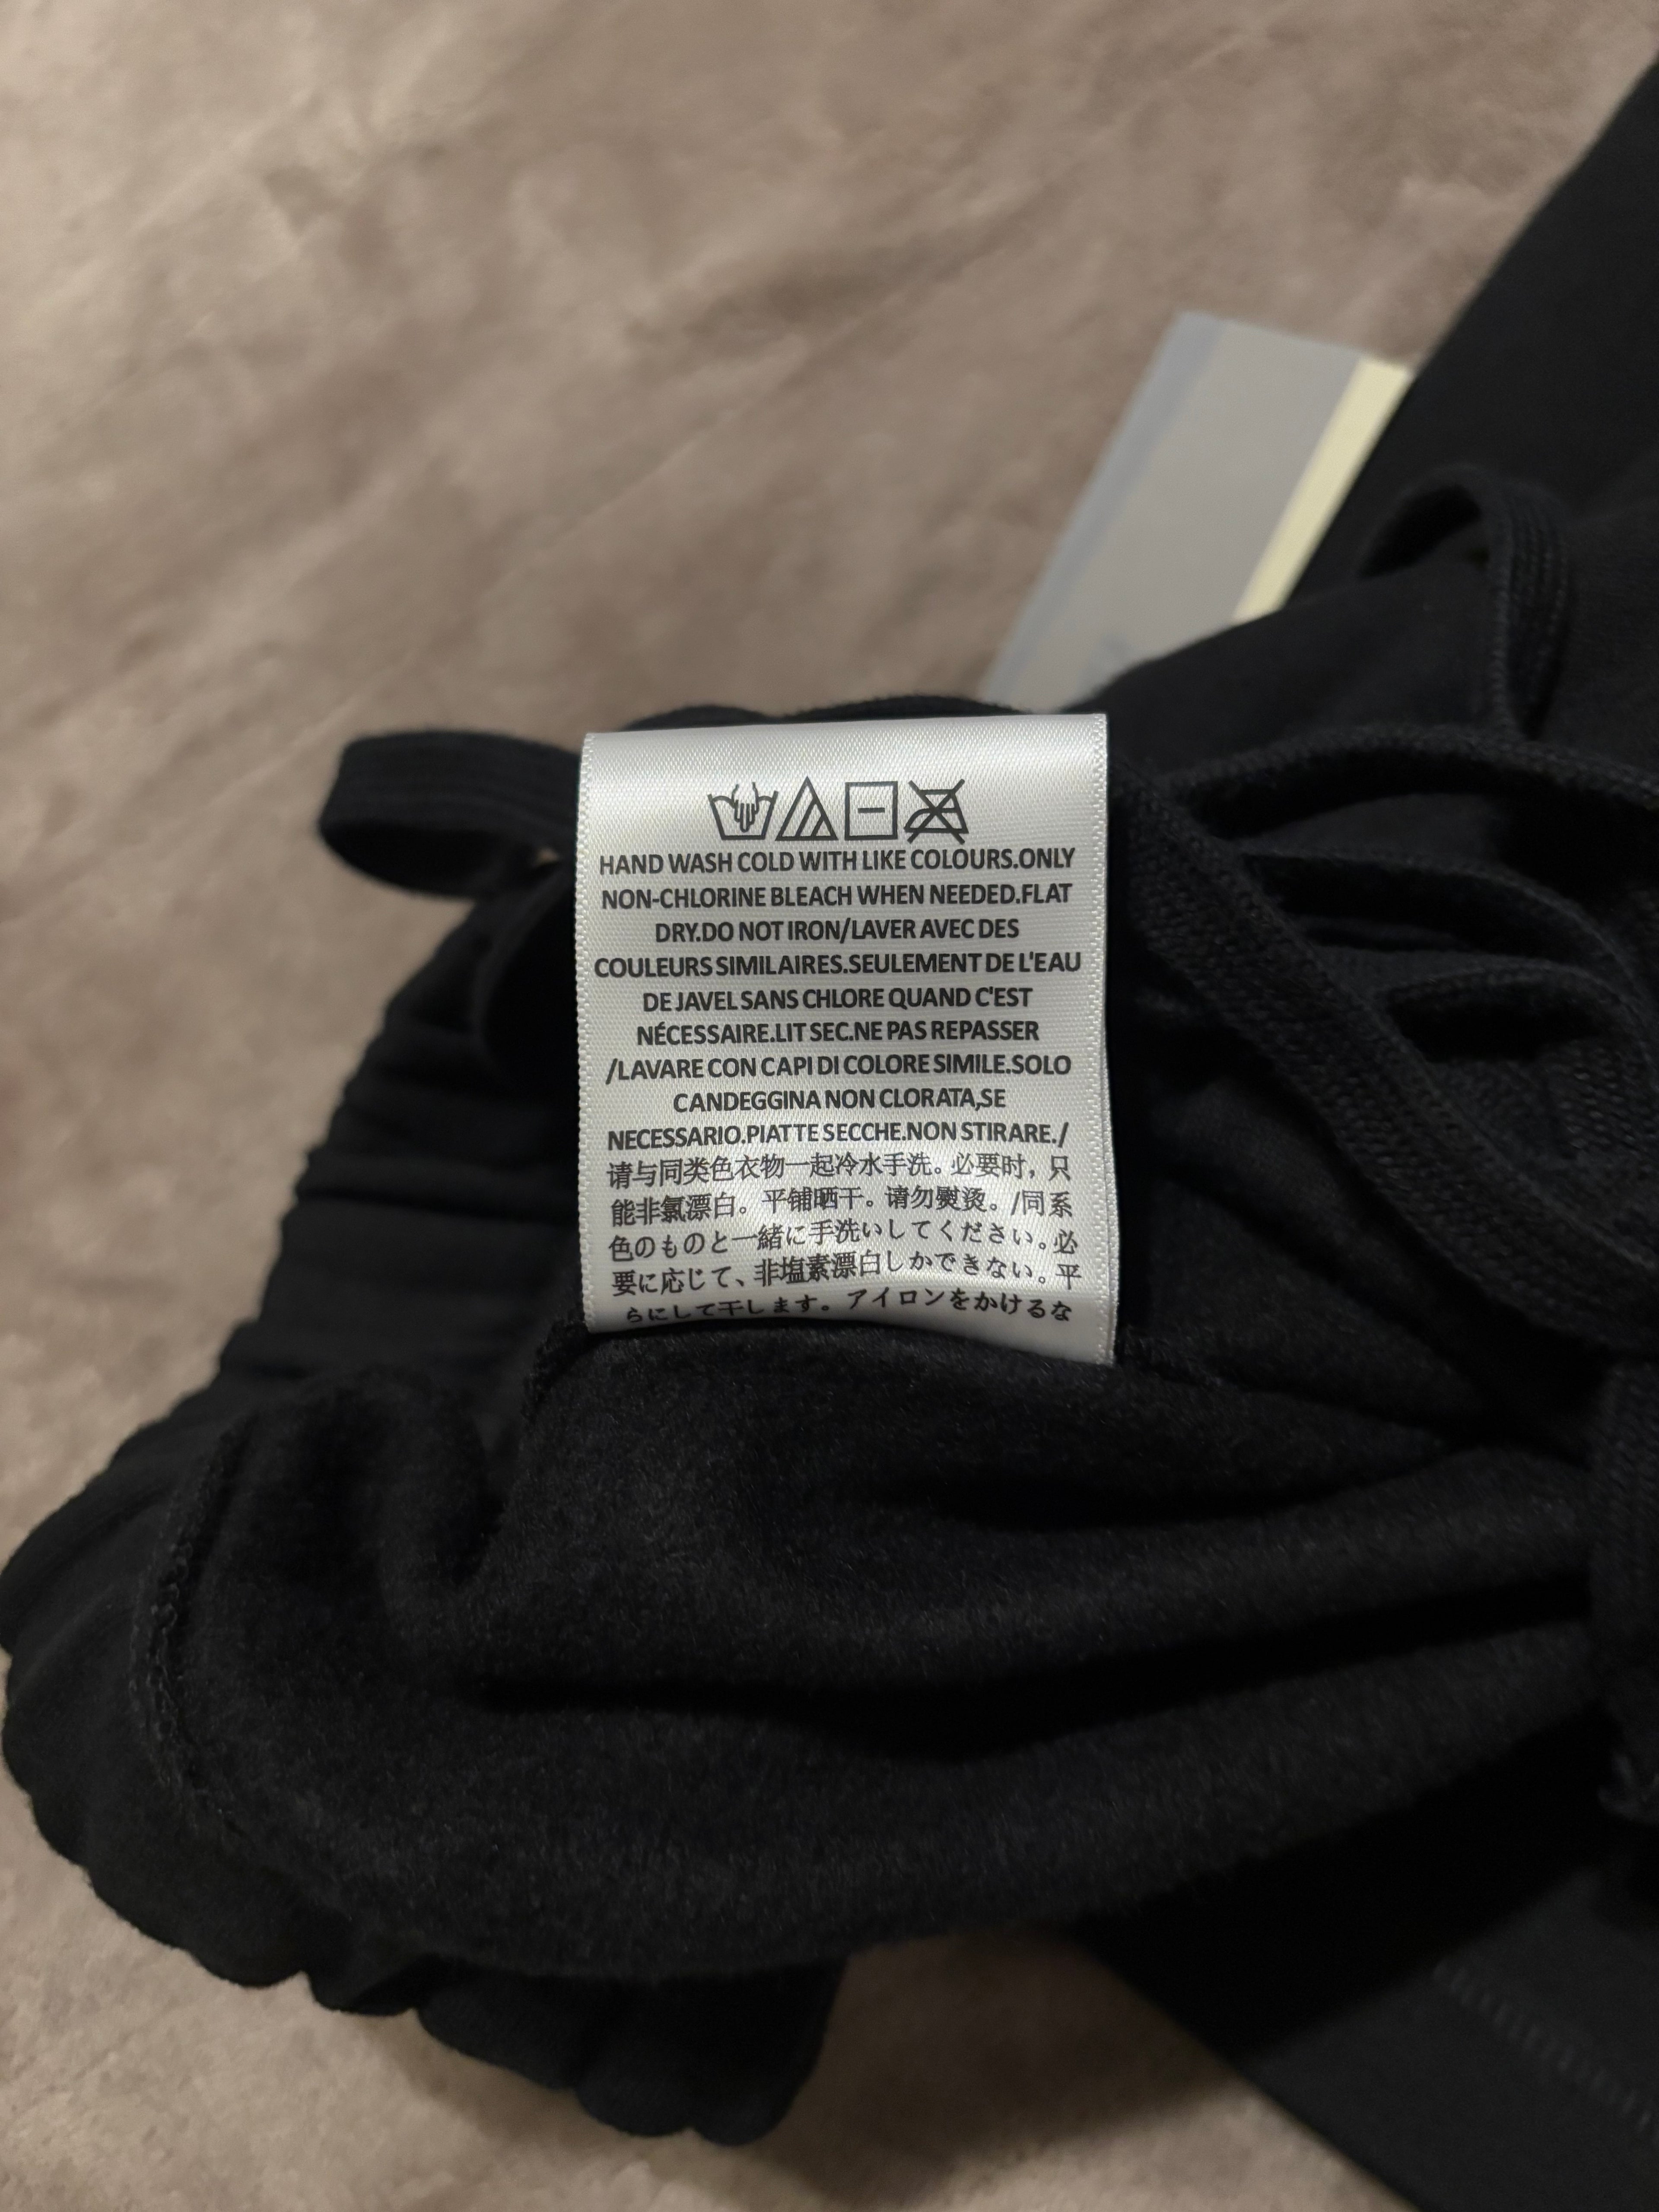 HAND WASH COLD WITH LIKE COLOURS.ONLY
NON-CHLORINE BLEACH WHEN NEEDED.FLAT
DRY.DO NOT IRON/LAVER AVEC DES
COULEURS SIMILAIRES.SEULEMENT DE L'EAU
DE JAVEL SANS CHLORE QUAND C'EST
NÉCESSAIRE.LIT SEC.NE PAS REPASSER
/LAVARE CON CAPI DI COLORE SIMILE.SOLO
CANDEGGINA NON CLORATA,SE
NECESSARIO.PIATTE SECCHE.NON STIRARE./
请与同类色衣物一起冷水手洗。必要时，只
能非氯漂白。平铺晒干。请勿熨烫。/同系
色のものと一緒に手洗いしてください。必
要に応じて、非塩素漂白しかできない。平
らにして干します。アイロンをかけるな